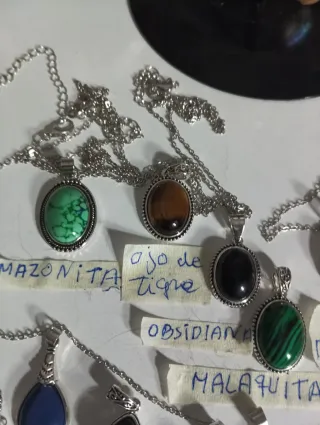 MAZONITA
ojo de
tigre
OBSIDIAN
MALAQUITA